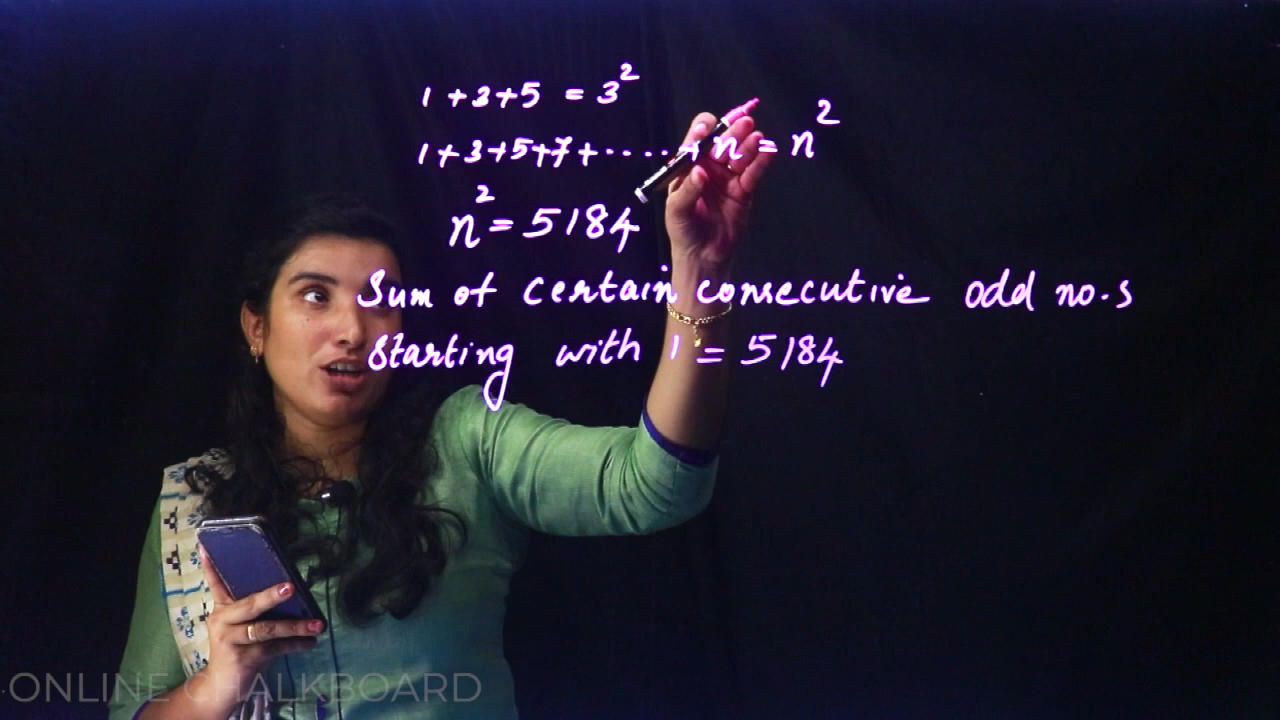 1+3+5 = 3²
1+3+5+7+.....+n = n²
n² = 5184
Sum of certain consecutive odd no.s
Starting with 1 = 5184
ONLINE CHALKBOARD